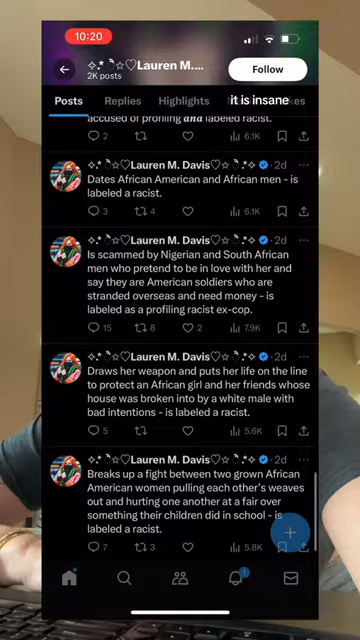 10:20
✧.*ೃ☆♡Lauren M....
2K posts
Follow
Posts
Replies
Highlights
it is insane
accused of profiling and labeled racist.
2
6.1K
✧.*ೃ☆♡Lauren M. Davis♡☆ೃ.*✧ · 2d
Dates African American and African men - is
labeled a racist.
3
4
6.1K
✧.*ೃ☆♡Lauren M. Davis♡☆ೃ.*✧ · 2d
Is scammed by Nigerian and South African
men who pretend to be in love with her and
say they are American soldiers who are
stranded overseas and need money - is
labeled as a profiling racist ex-cop.
15
8
2
7.9K
✧.*ೃ☆♡Lauren M. Davis♡☆ೃ.*✧ · 2d
Draws her weapon and puts her life on the line
to protect an African girl and her friends whose
house was broken into by a white male with
bad intentions - is labeled a racist.
5
5.6K
✧.*ೃ☆♡Lauren M. Davis♡☆ೃ.*✧ · 2d
Breaks up a fight between two grown African
American women pulling each other's weaves
out and hurting one another at a fair over
something their children did in school - is
labeled a racist.
7
3
5.8K
1